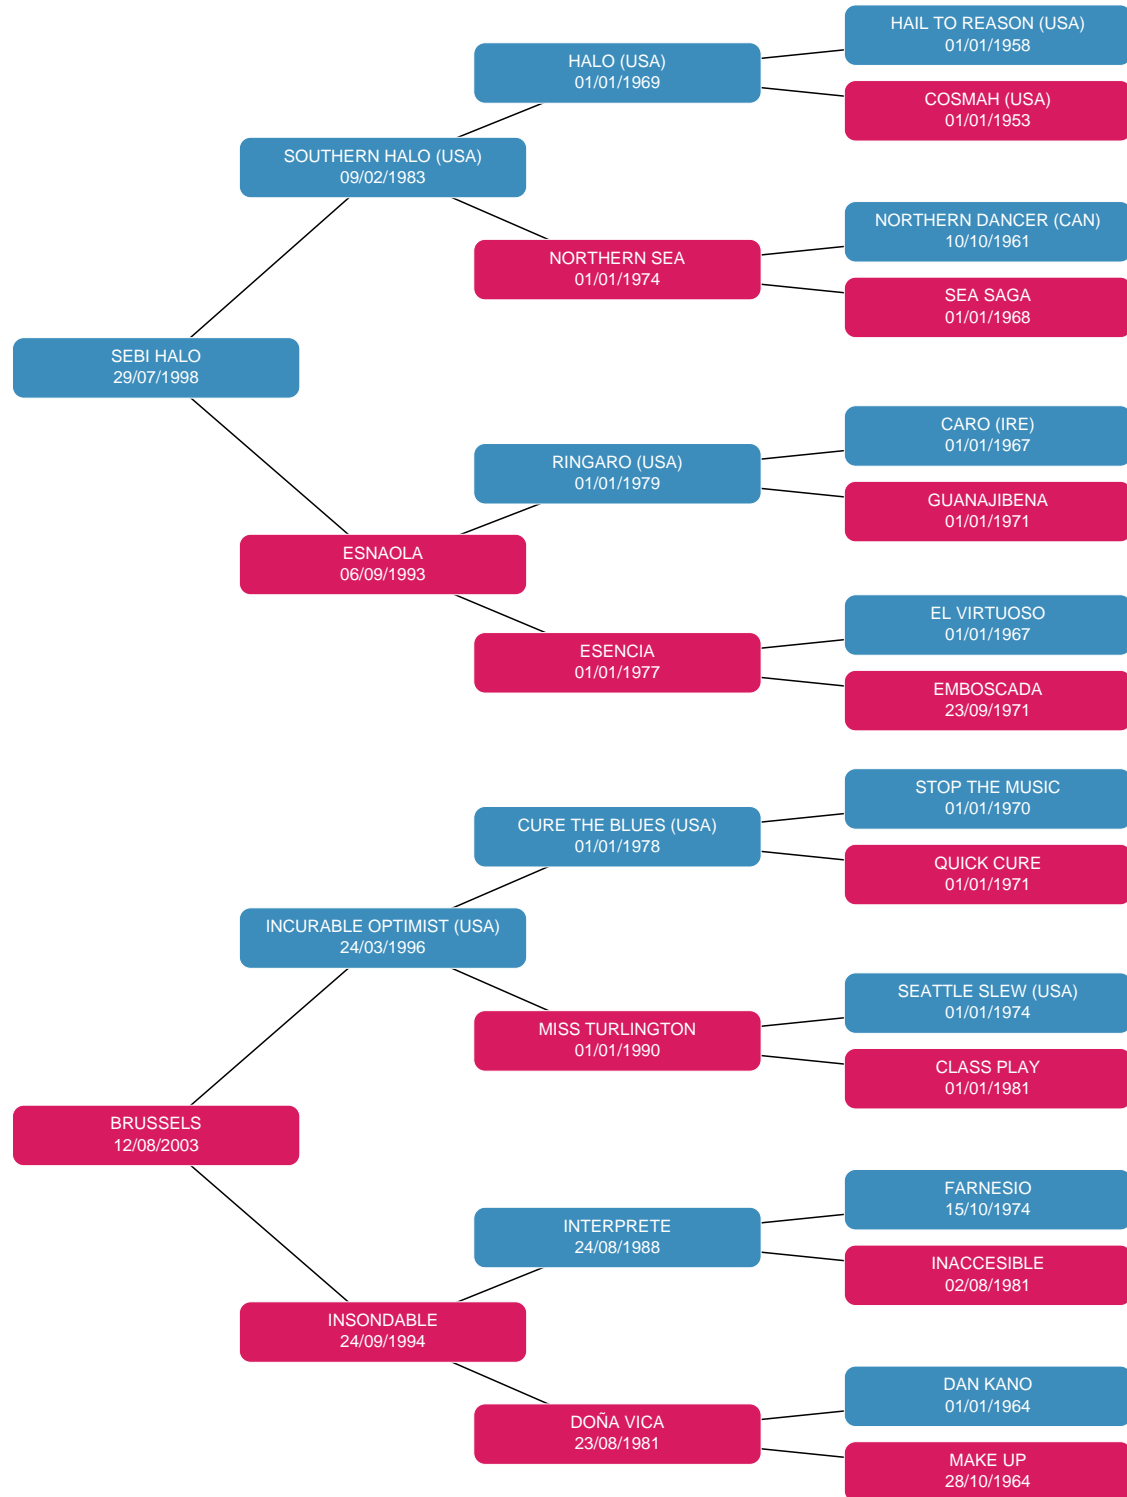 HAIL TO REASON (USA)
01/01/1958
HALO (USA)
01/01/1969
COSMAH (USA)
01/01/1953
SOUTHERN HALO (USA)
09/02/1983
NORTHERN DANCER (CAN)
10/10/1961
NORTHERN SEA
01/01/1974
SEA SAGA
01/01/1968
SEBI HALO
29/07/1998
CARO (IRE)
01/01/1967
RINGARO (USA)
01/01/1979
GUANAJIBENA
01/01/1971
ESNAOLA
06/09/1993
EL VIRTUOSO
01/01/1967
ESENCIA
01/01/1977
EMBOSCADA
23/09/1971
STOP THE MUSIC
01/01/1970
CURE THE BLUES (USA)
01/01/1978
QUICK CURE
01/01/1971
INCURABLE OPTIMIST (USA)
24/03/1996
SEATTLE SLEW (USA)
01/01/1974
MISS TURLINGTON
01/01/1990
CLASS PLAY
01/01/1981
BRUSSELS
12/08/2003
FARNESIO
15/10/1974
INTERPRETE
24/08/1988
INACCESIBLE
02/08/1981
INSONDABLE
24/09/1994
DAN KANO
01/01/1964
DOÑA VICA
23/08/1981
MAKE UP
28/10/1964